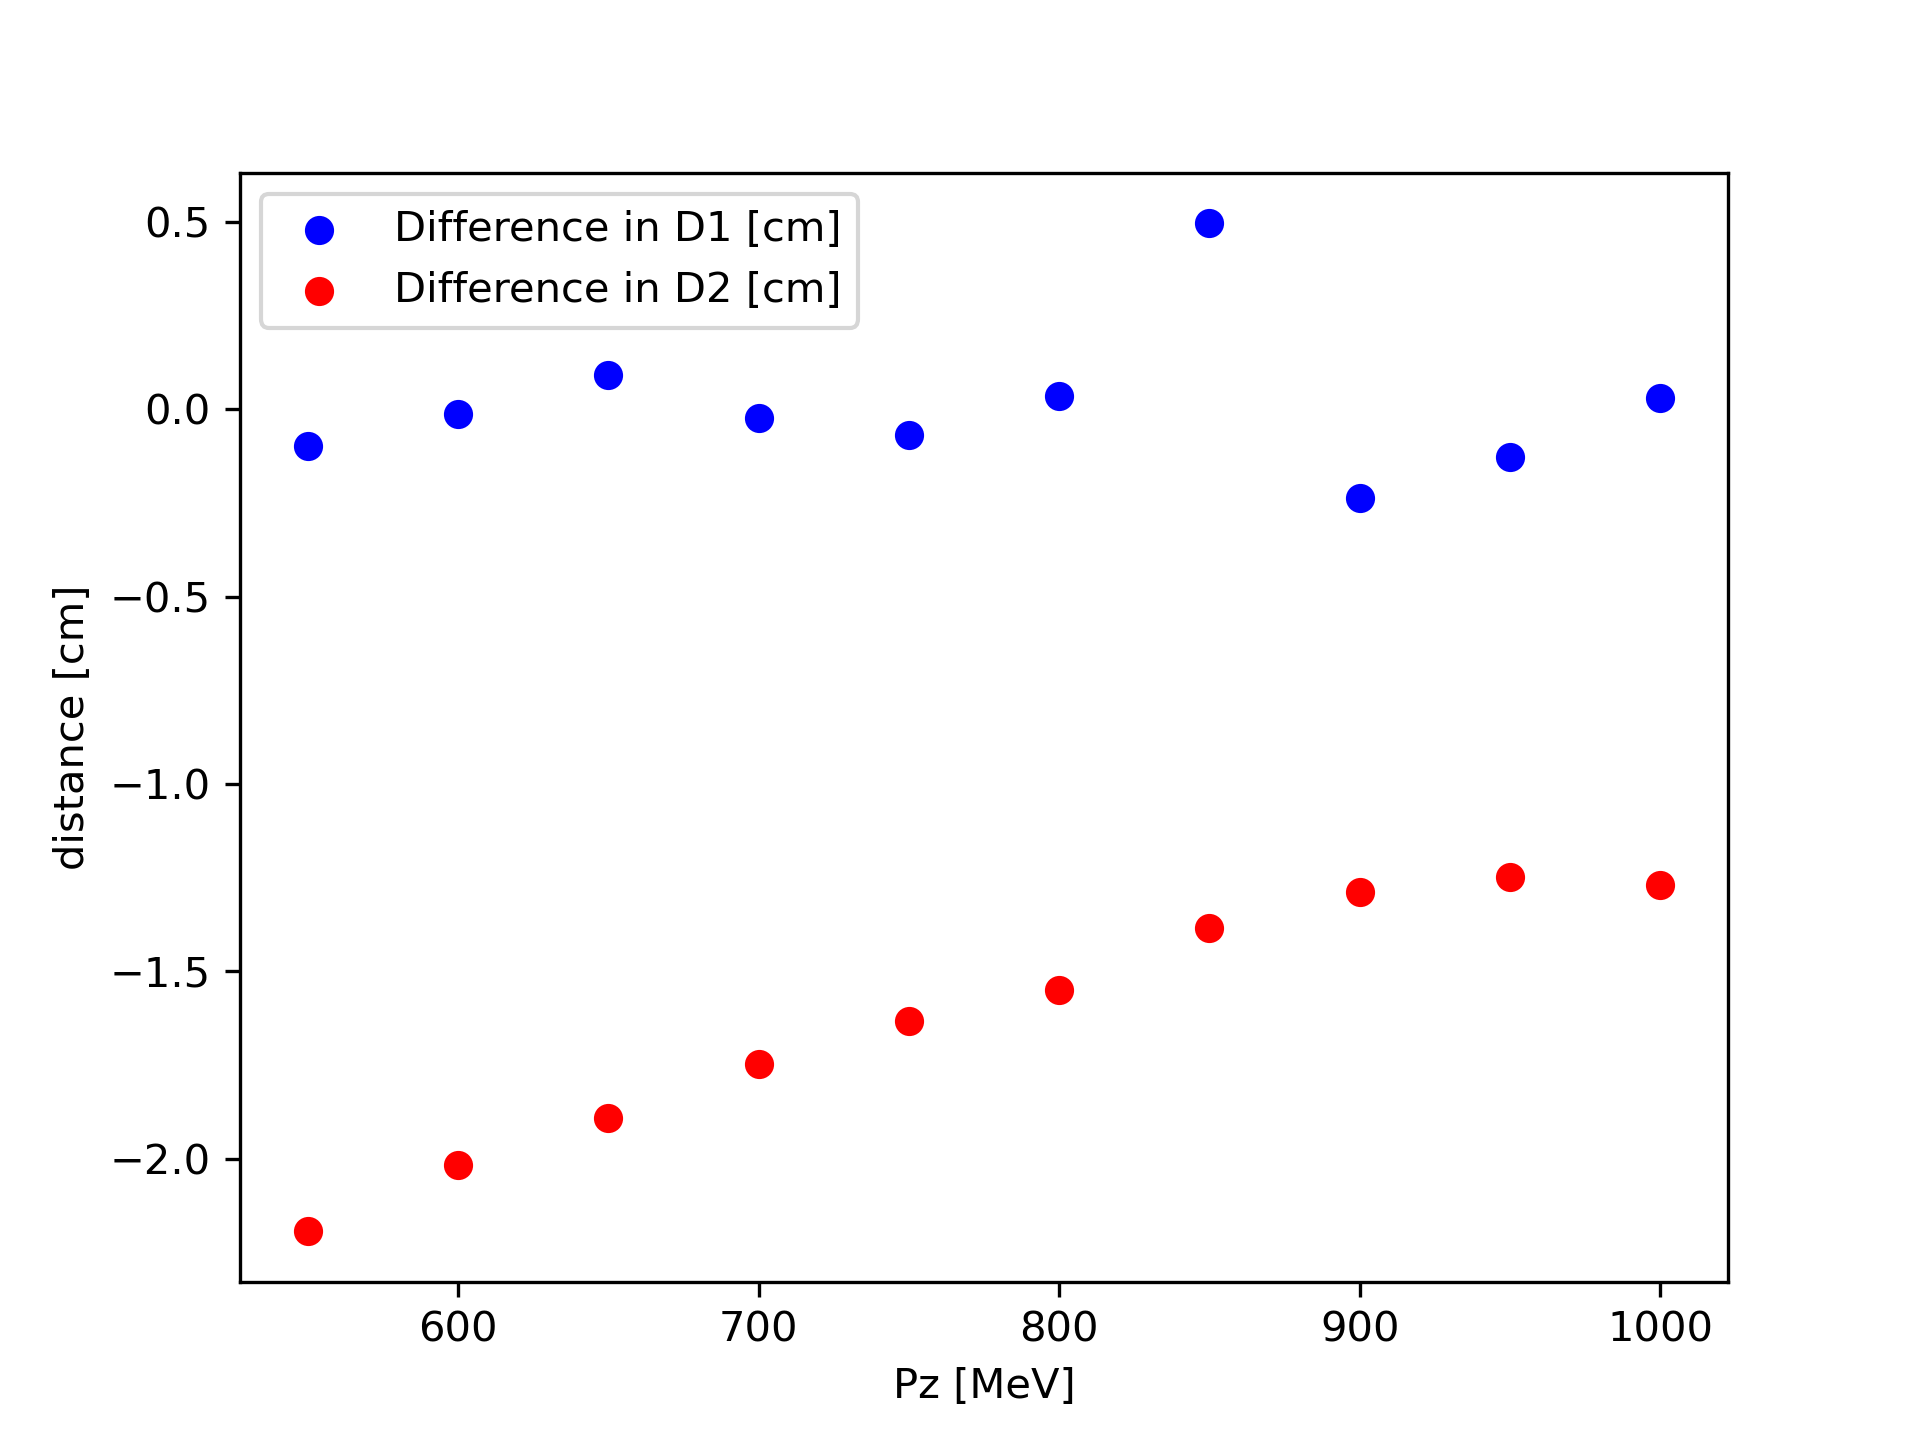 Difference in D1 [cm]
Difference in D2 [cm]
0.5
0.0
−0.5
−1.0
−1.5
−2.0
distance [cm]
600 700 800 900 1000
Pz [MeV]